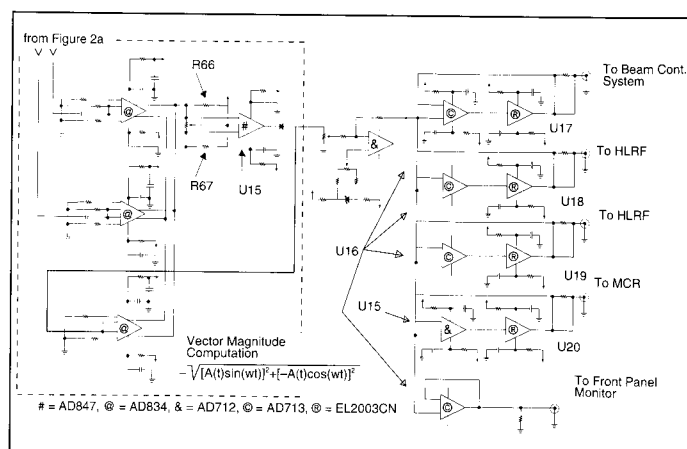 from Figure 2a
R66
R67
U15
@
@
@
#
&
Vector Magnitude
Computation
-√[A(t)sin(wt)]²+[-A(t)cos(wt)]²
# = AD847, @ = AD834, & = AD712, © = AD713, ® = EL2003CN
To Beam Cont.
System
© ® U17
To HLRF
© ® U18
To HLRF
U16
© ® U19
To MCR
U15
& ® U20
To Front Panel
Monitor
©